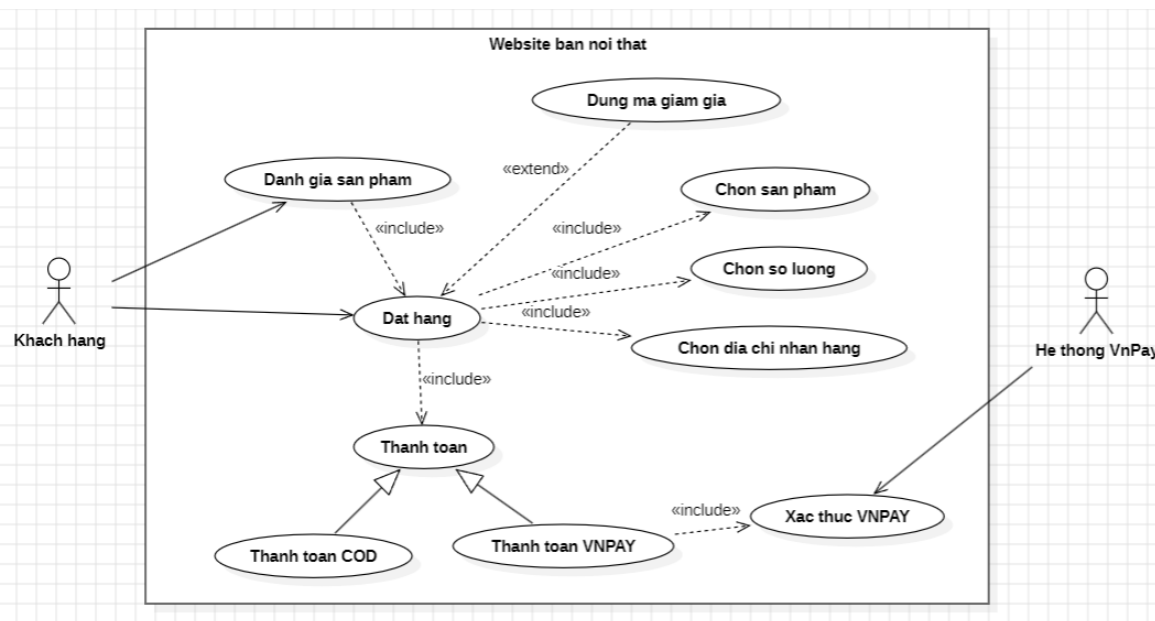 Website ban noi that
Dung ma giam gia
«extend»
Danh gia san pham
Chon san pham
«include»
«include»
Chon so luong
«include»
«include»
Dat hang
Chon dia chi nhan hang
Khach hang
He thong VnPay
«include»
Thanh toan
«include»
Xac thuc VNPAY
Thanh toan COD
Thanh toan VNPAY